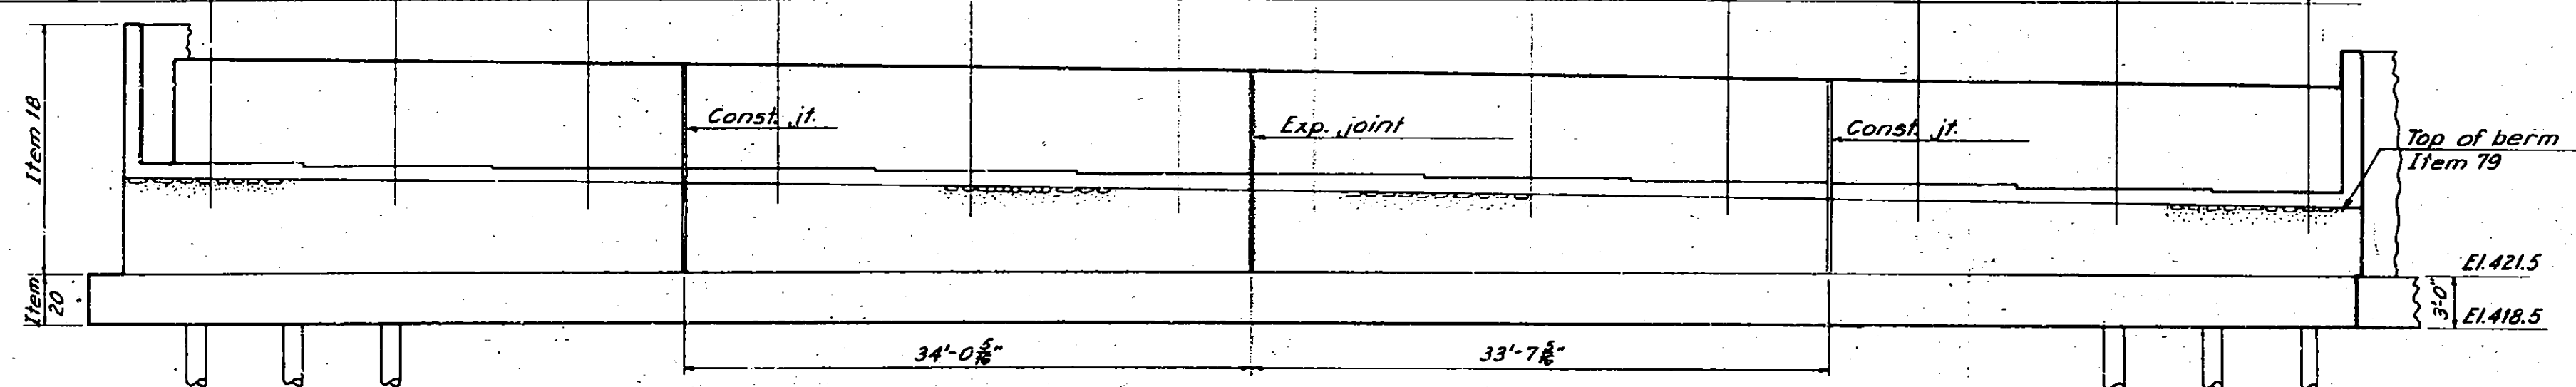 Item 18
Const. jt.
Exp. joint
Const. jt.
Top of berm
Item 79
El. 421.5
Item
20
3'-0"
El. 418.5
34'-0 5/16"
33'-7 5/16"